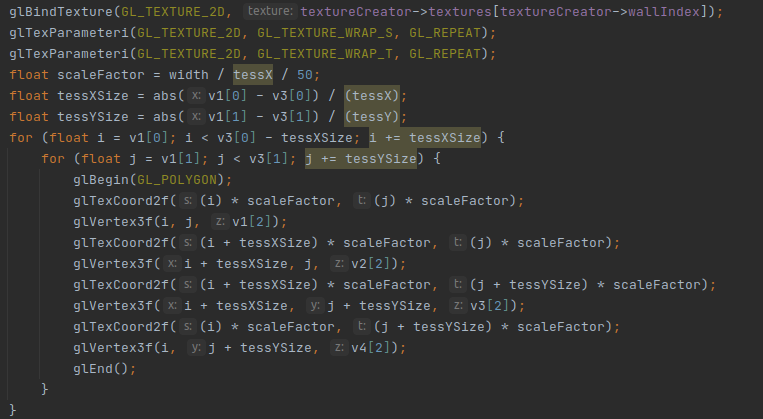 glBindTexture(GL_TEXTURE_2D, texture: textureCreator->textures[textureCreator->wallIndex]);
glTexParameteri(GL_TEXTURE_2D, GL_TEXTURE_WRAP_S, GL_REPEAT);
glTexParameteri(GL_TEXTURE_2D, GL_TEXTURE_WRAP_T, GL_REPEAT);
float scaleFactor = width / tessX / 50;
float tessXSize = abs(x: v1[0] - v3[0]) / (tessX);
float tessYSize = abs(x: v1[1] - v3[1]) / (tessY);
for (float i = v1[0]; i < v3[0] - tessXSize; i += tessXSize) {
    for (float j = v1[1]; j < v3[1]; j += tessYSize) {
        glBegin(GL_POLYGON);
        glTexCoord2f(s: (i) * scaleFactor, t: (j) * scaleFactor);
        glVertex3f(i, j, z: v1[2]);
        glTexCoord2f(s: (i + tessXSize) * scaleFactor, t: (j) * scaleFactor);
        glVertex3f(x: i + tessXSize, j, z: v2[2]);
        glTexCoord2f(s: (i + tessXSize) * scaleFactor, t: (j + tessYSize) * scaleFactor);
        glVertex3f(x: i + tessXSize, y: j + tessYSize, z: v3[2]);
        glTexCoord2f(s: (i) * scaleFactor, t: (j + tessYSize) * scaleFactor);
        glVertex3f(i, y: j + tessYSize, z: v4[2]);
        glEnd();
    }
}